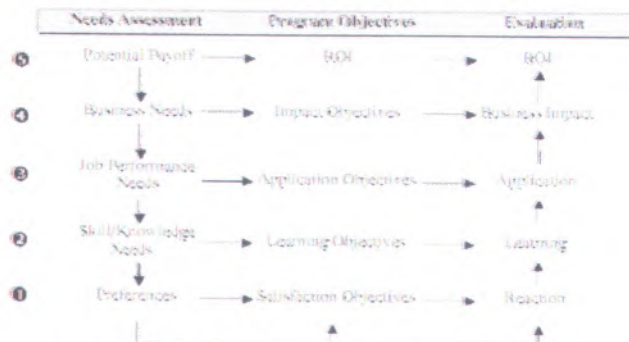 Needs Assessment Program Objectives Evaluation
5 Potential Payoff ROI ROI
4 Business Needs Impact Objectives Business Impact
3 Job Performance
Needs Application Objectives Application
2 Skill/Knowledge
Needs Learning Objectives Learning
1 Preferences Satisfaction Objectives Reaction